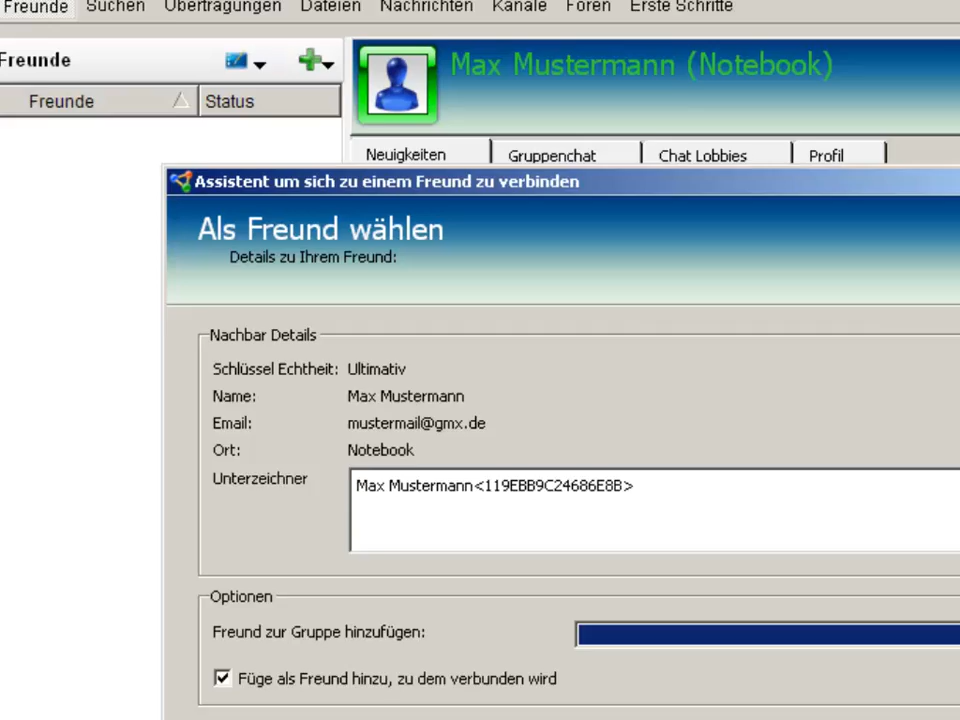 Freunde Suchen Übertragungen Dateien Nachrichten Kanäle Foren Erste Schritte
Freunde
Freunde Status
Max Mustermann (Notebook)
Neuigkeiten Gruppenchat Chat Lobbies Profil
Assistent um sich zu einem Freund zu verbinden
Als Freund wählen
Details zu Ihrem Freund:
Nachbar Details
Schlüssel Echtheit: Ultimativ
Name: Max Mustermann
Email: mustermail@gmx.de
Ort: Notebook
Unterzeichner Max Mustermann<119EBB9C24686E8B>
Optionen
Freund zur Gruppe hinzufügen:
Füge als Freund hinzu, zu dem verbunden wird